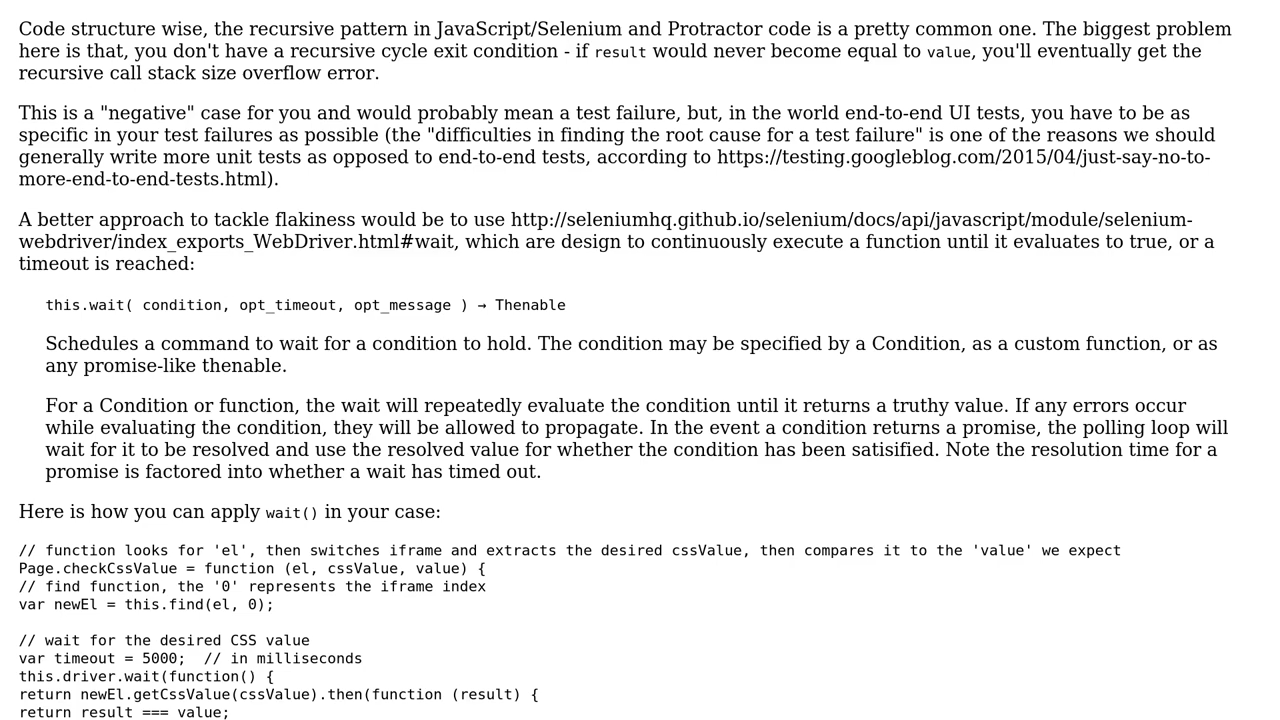 Code structure wise, the recursive pattern in JavaScript/Selenium and Protractor code is a pretty common one. The biggest problem
here is that, you don't have a recursive cycle exit condition - if result would never become equal to value, you'll eventually get the
recursive call stack size overflow error.
This is a "negative" case for you and would probably mean a test failure, but, in the world end-to-end UI tests, you have to be as
specific in your test failures as possible (the "difficulties in finding the root cause for a test failure" is one of the reasons we should
generally write more unit tests as opposed to end-to-end tests, according to https://testing.googleblog.com/2015/04/just-say-no-to-
more-end-to-end-tests.html).
A better approach to tackle flakiness would be to use http://seleniumhq.github.io/selenium/docs/api/javascript/module/selenium-
webdriver/index_exports_WebDriver.html#wait, which are design to continuously execute a function until it evaluates to true, or a
timeout is reached:
this.wait( condition, opt_timeout, opt_message ) → Thenable
Schedules a command to wait for a condition to hold. The condition may be specified by a Condition, as a custom function, or as
any promise-like thenable.
For a Condition or function, the wait will repeatedly evaluate the condition until it returns a truthy value. If any errors occur
while evaluating the condition, they will be allowed to propagate. In the event a condition returns a promise, the polling loop will
wait for it to be resolved and use the resolved value for whether the condition has been satisified. Note the resolution time for a
promise is factored into whether a wait has timed out.
Here is how you can apply wait() in your case:
// function looks for 'el', then switches iframe and extracts the desired cssValue, then compares it to the 'value' we expect
Page.checkCssValue = function (el, cssValue, value) {
// find function, the '0' represents the iframe index
var newEl = this.find(el, 0);
// wait for the desired CSS value
var timeout = 5000;  // in milliseconds
this.driver.wait(function() {
return newEl.getCssValue(cssValue).then(function (result) {
return result === value;